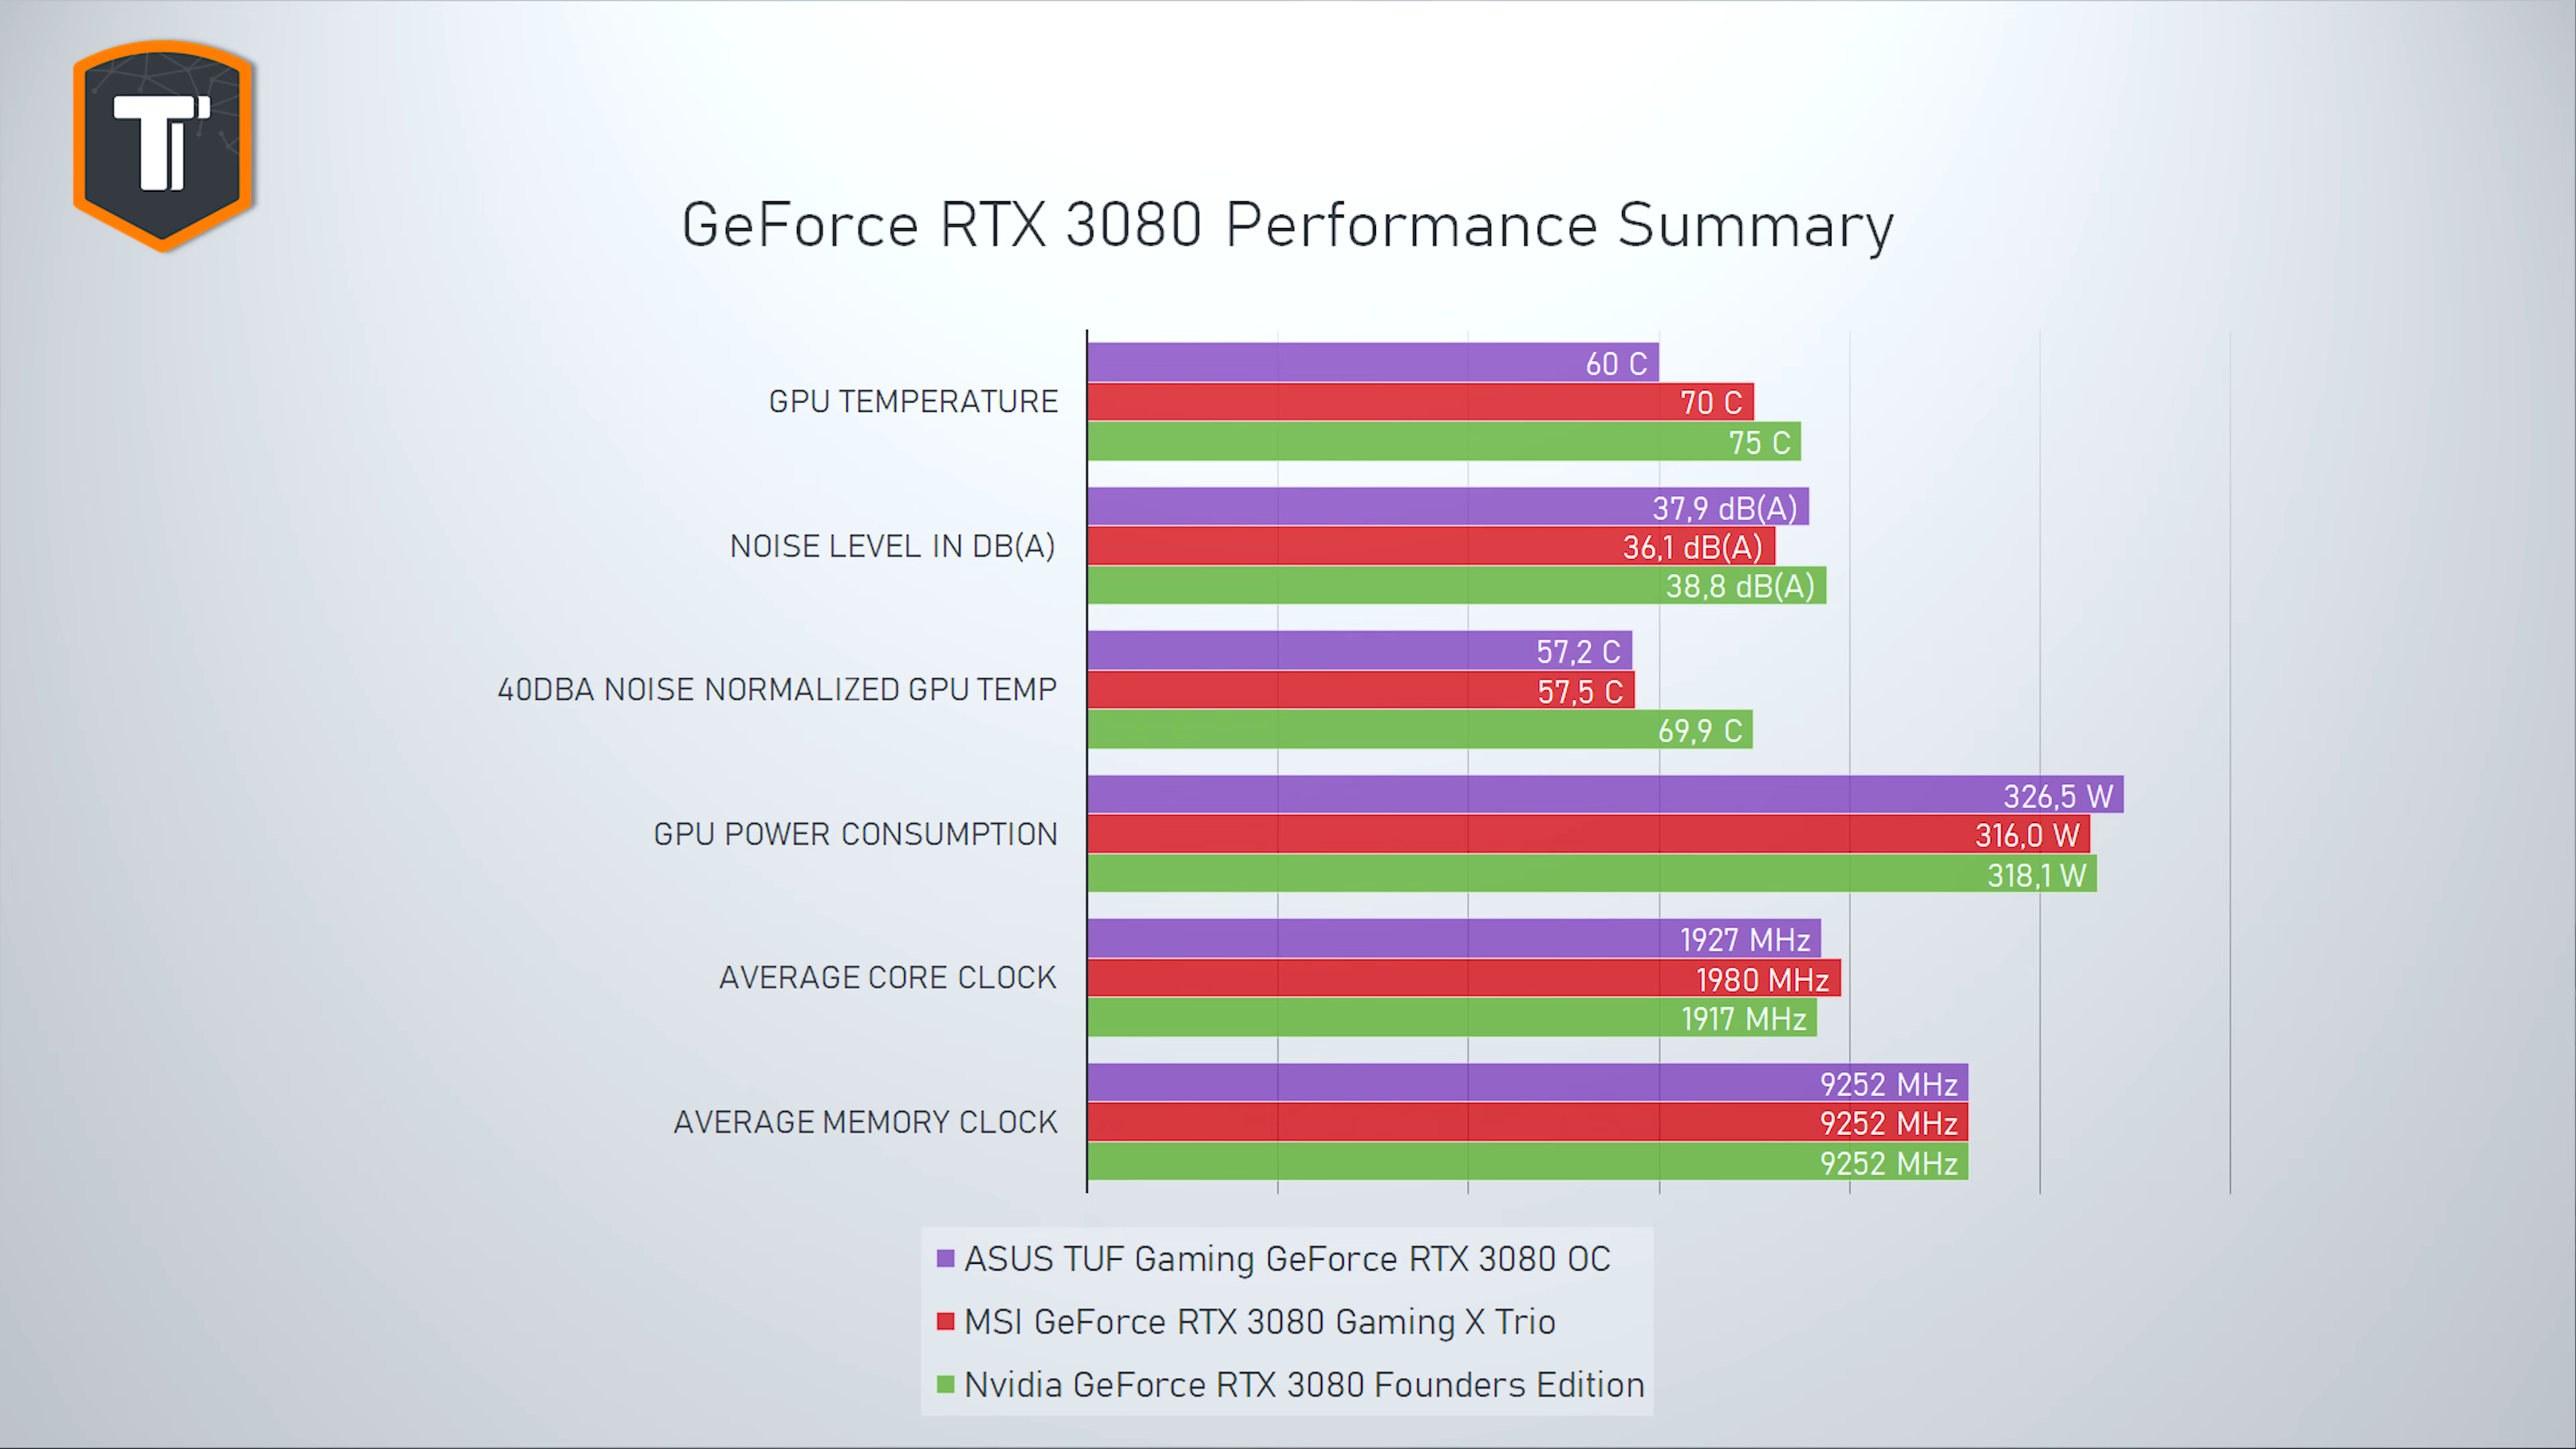 GeForce RTX 3080 Performance Summary
GPU TEMPERATURE
60 C
70 C
75 C
NOISE LEVEL IN DB(A)
37,9 dB(A)
36,1 dB(A)
38,8 dB(A)
40DBA NOISE NORMALIZED GPU TEMP
57,2 C
57,5 C
69,9 C
GPU POWER CONSUMPTION
326,5 W
316,0 W
318,1 W
AVERAGE CORE CLOCK
1927 MHz
1980 MHz
1917 MHz
AVERAGE MEMORY CLOCK
9252 MHz
9252 MHz
9252 MHz
ASUS TUF Gaming GeForce RTX 3080 OC
MSI GeForce RTX 3080 Gaming X Trio
Nvidia GeForce RTX 3080 Founders Edition